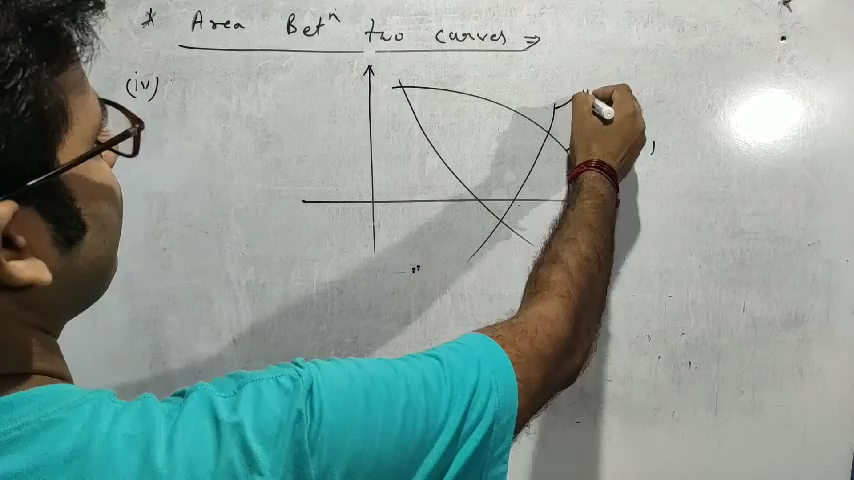 * Area Betⁿ two curves ⇒
(iv)